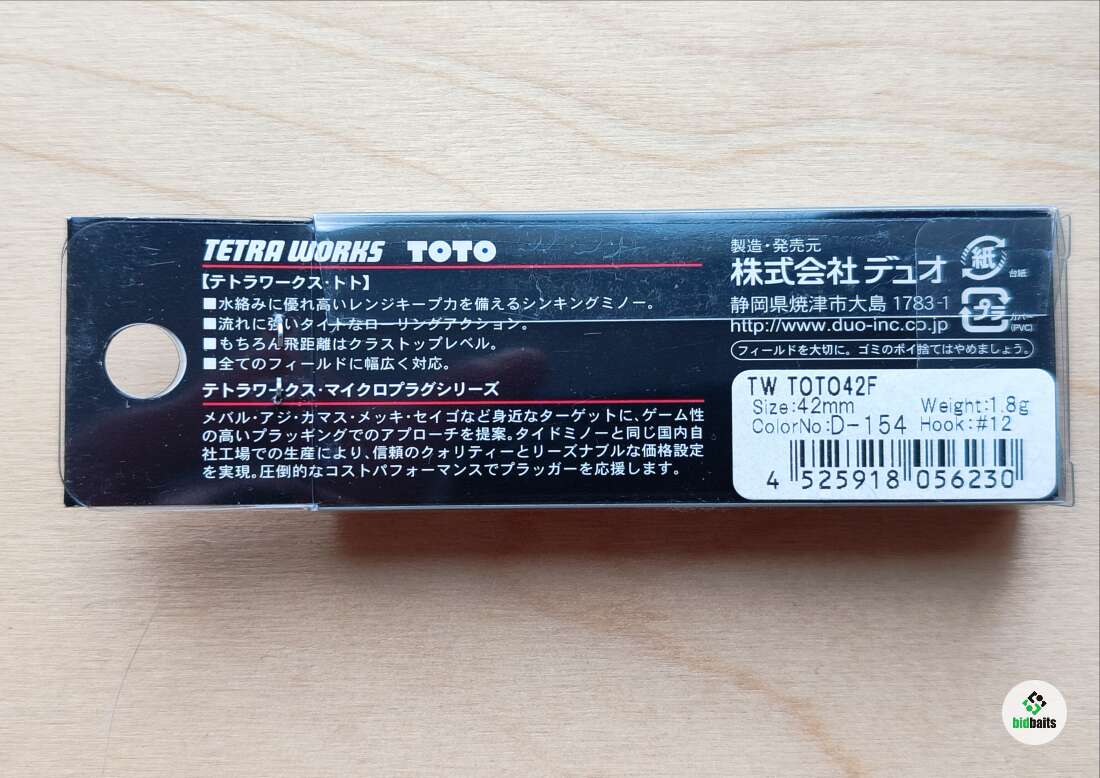 TETRA WORKS TOTO
【テトラワークス・トト】
■水絡みに優れ高いレンジキープ力を備えるシンキングミノー。
■流れに強いタイトなローリングアクション。
■もちろん飛距離はクラストップレベル。
■全てのフィールドに幅広く対応。
テトラワークス・マイクロプラグシリーズ
メバル・アジ・カマス・メッキ・セイゴなど身近なターゲットに、ゲーム性
の高いプラッギングでのアプローチを提案。タイドミノーと同じ国内自
社工場での生産により、信頼のクォリティーとリーズナブルな価格設定
を実現。圧倒的なコストパフォーマンスでプラッガーを応援します。
製造・発売元
株式会社デュオ
静岡県焼津市大島 1783-1
http://www.duo-inc.co.jp
紙
台紙
プラ
カバー
(PVC)
フィールドを大切に。ゴミのポイ捨てはやめましょう。
TW TOTO42F
Size:42mm Weight:1.8g
ColorNo:D-154 Hook:#12
4 525918 056230
bidbaits